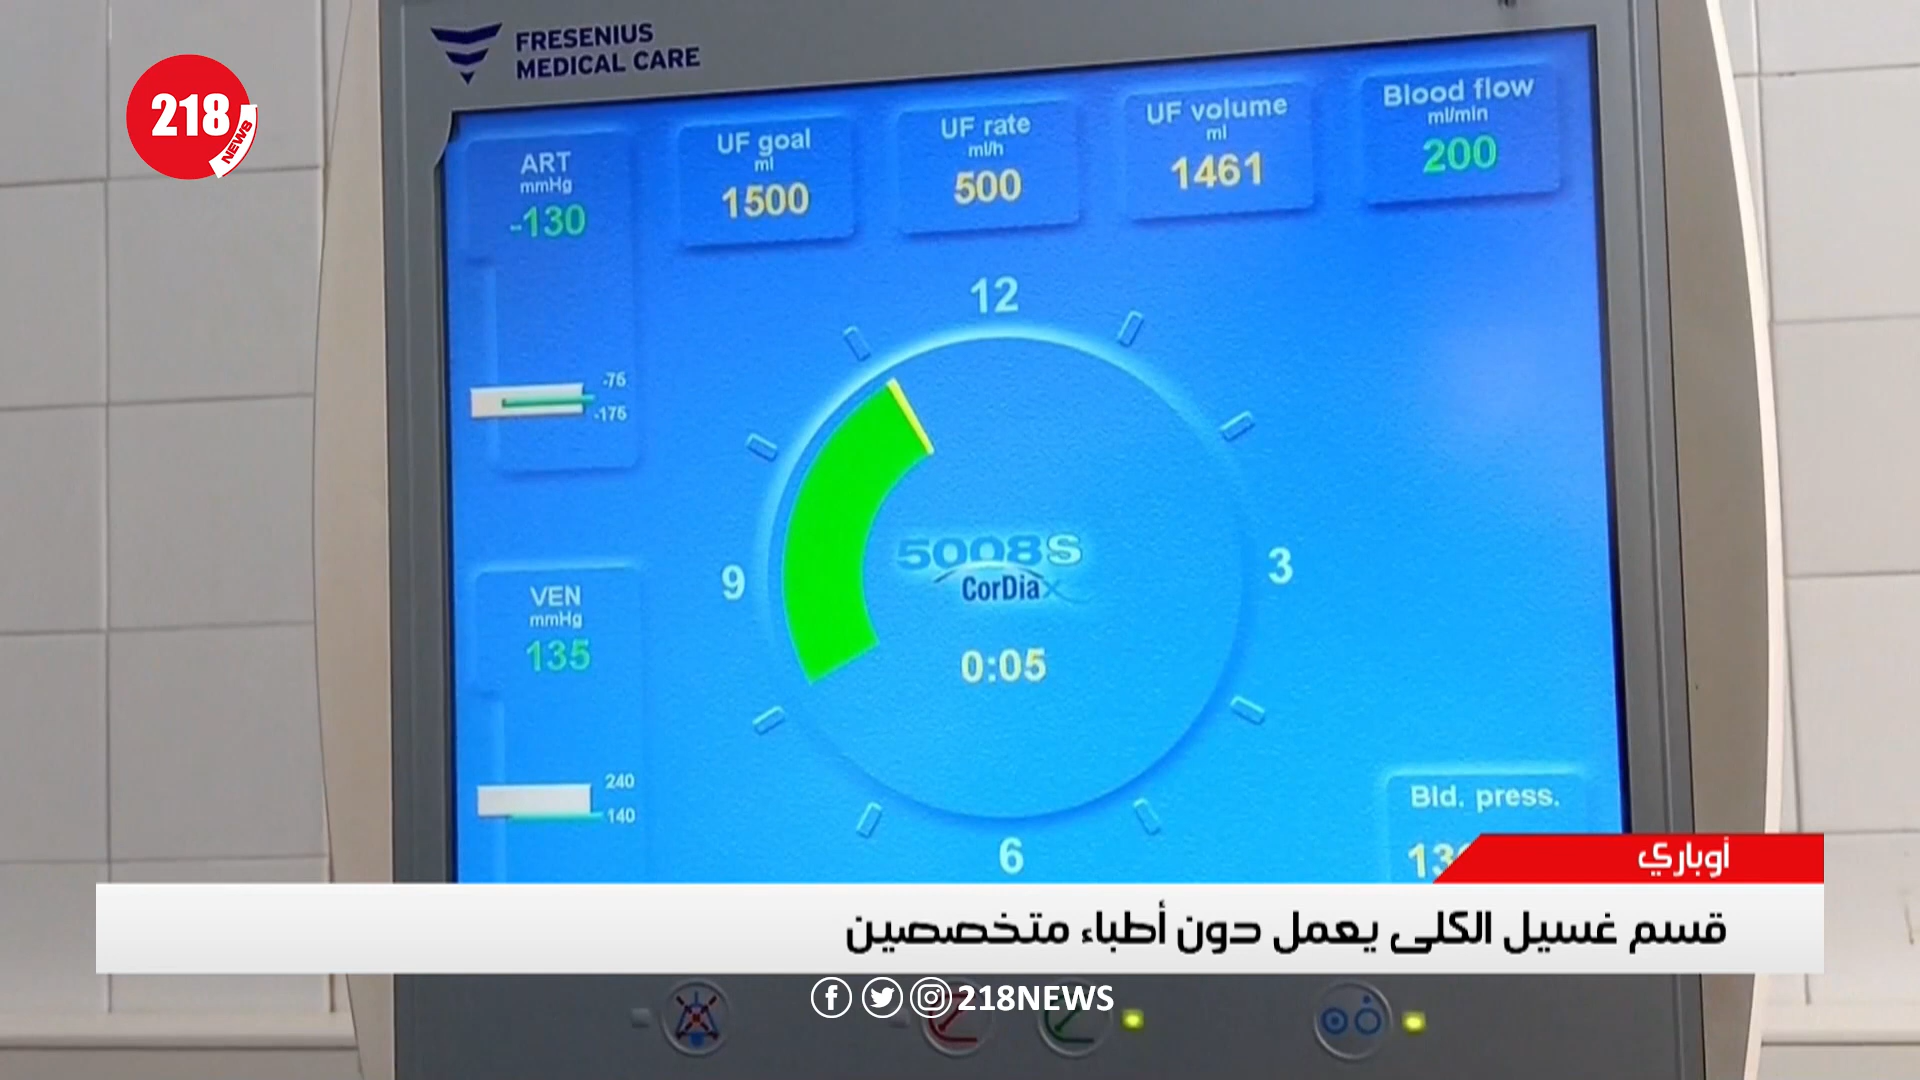 FRESENIUS
MEDICAL CARE
218
NEWS
ART
mmHg
-130
UF goal
ml
1500
UF rate
ml/h
500
UF volume
ml
1461
Blood flow
ml/min
200
-75
-175
12
3
6
9
5008S
CorDiax
0:05
VEN
mmHg
135
240
140
Bld. press.
أوباري
قسم غسيل الكلى يعمل دون أطباء متخصصين
218NEWS